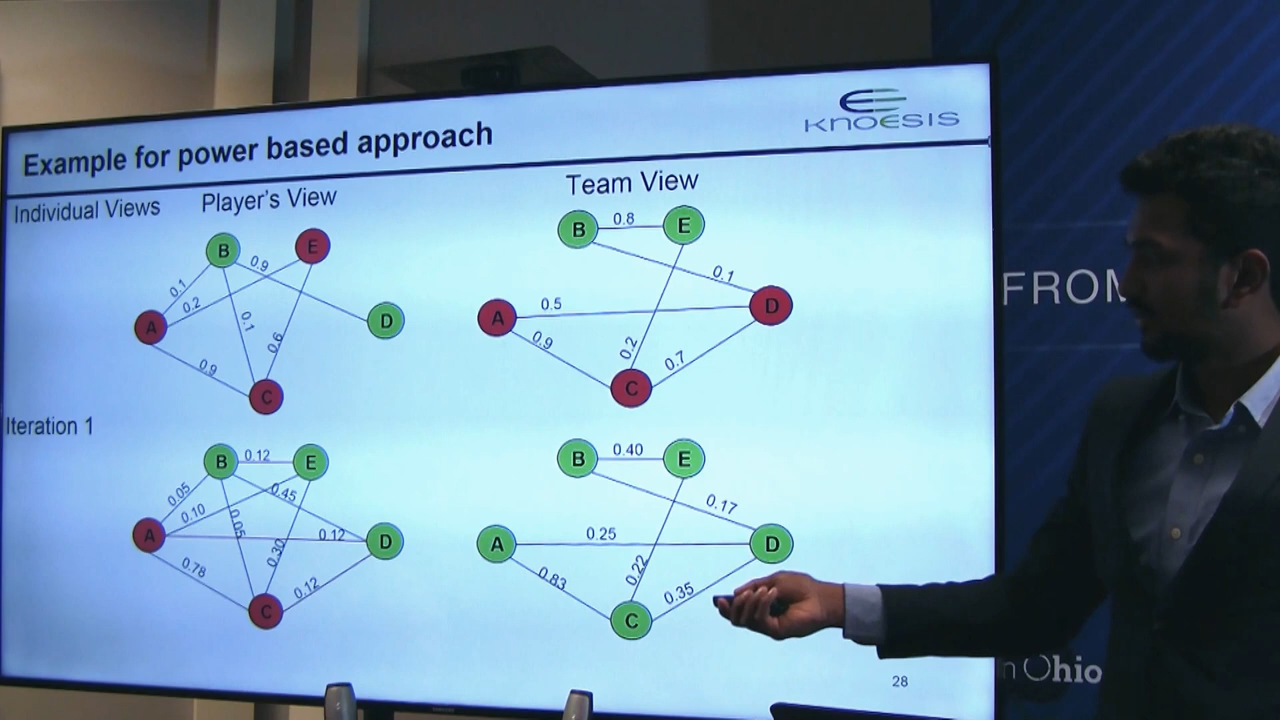 Example for power based approach
KNOESIS
Individual Views
Player's View
Team View
B
E
0.9
0.1
0.2
A
D
0.1
0.6
0.9
C
B
0.8
E
0.1
A
0.5
D
0.9
0.2
0.7
C
Iteration 1
B
0.12
E
0.05
0.45
0.10
0.05
A
0.12
D
0.30
0.78
0.12
C
B
0.40
E
0.17
A
0.25
D
0.83
0.22
0.35
C
28
FROM
Ohio